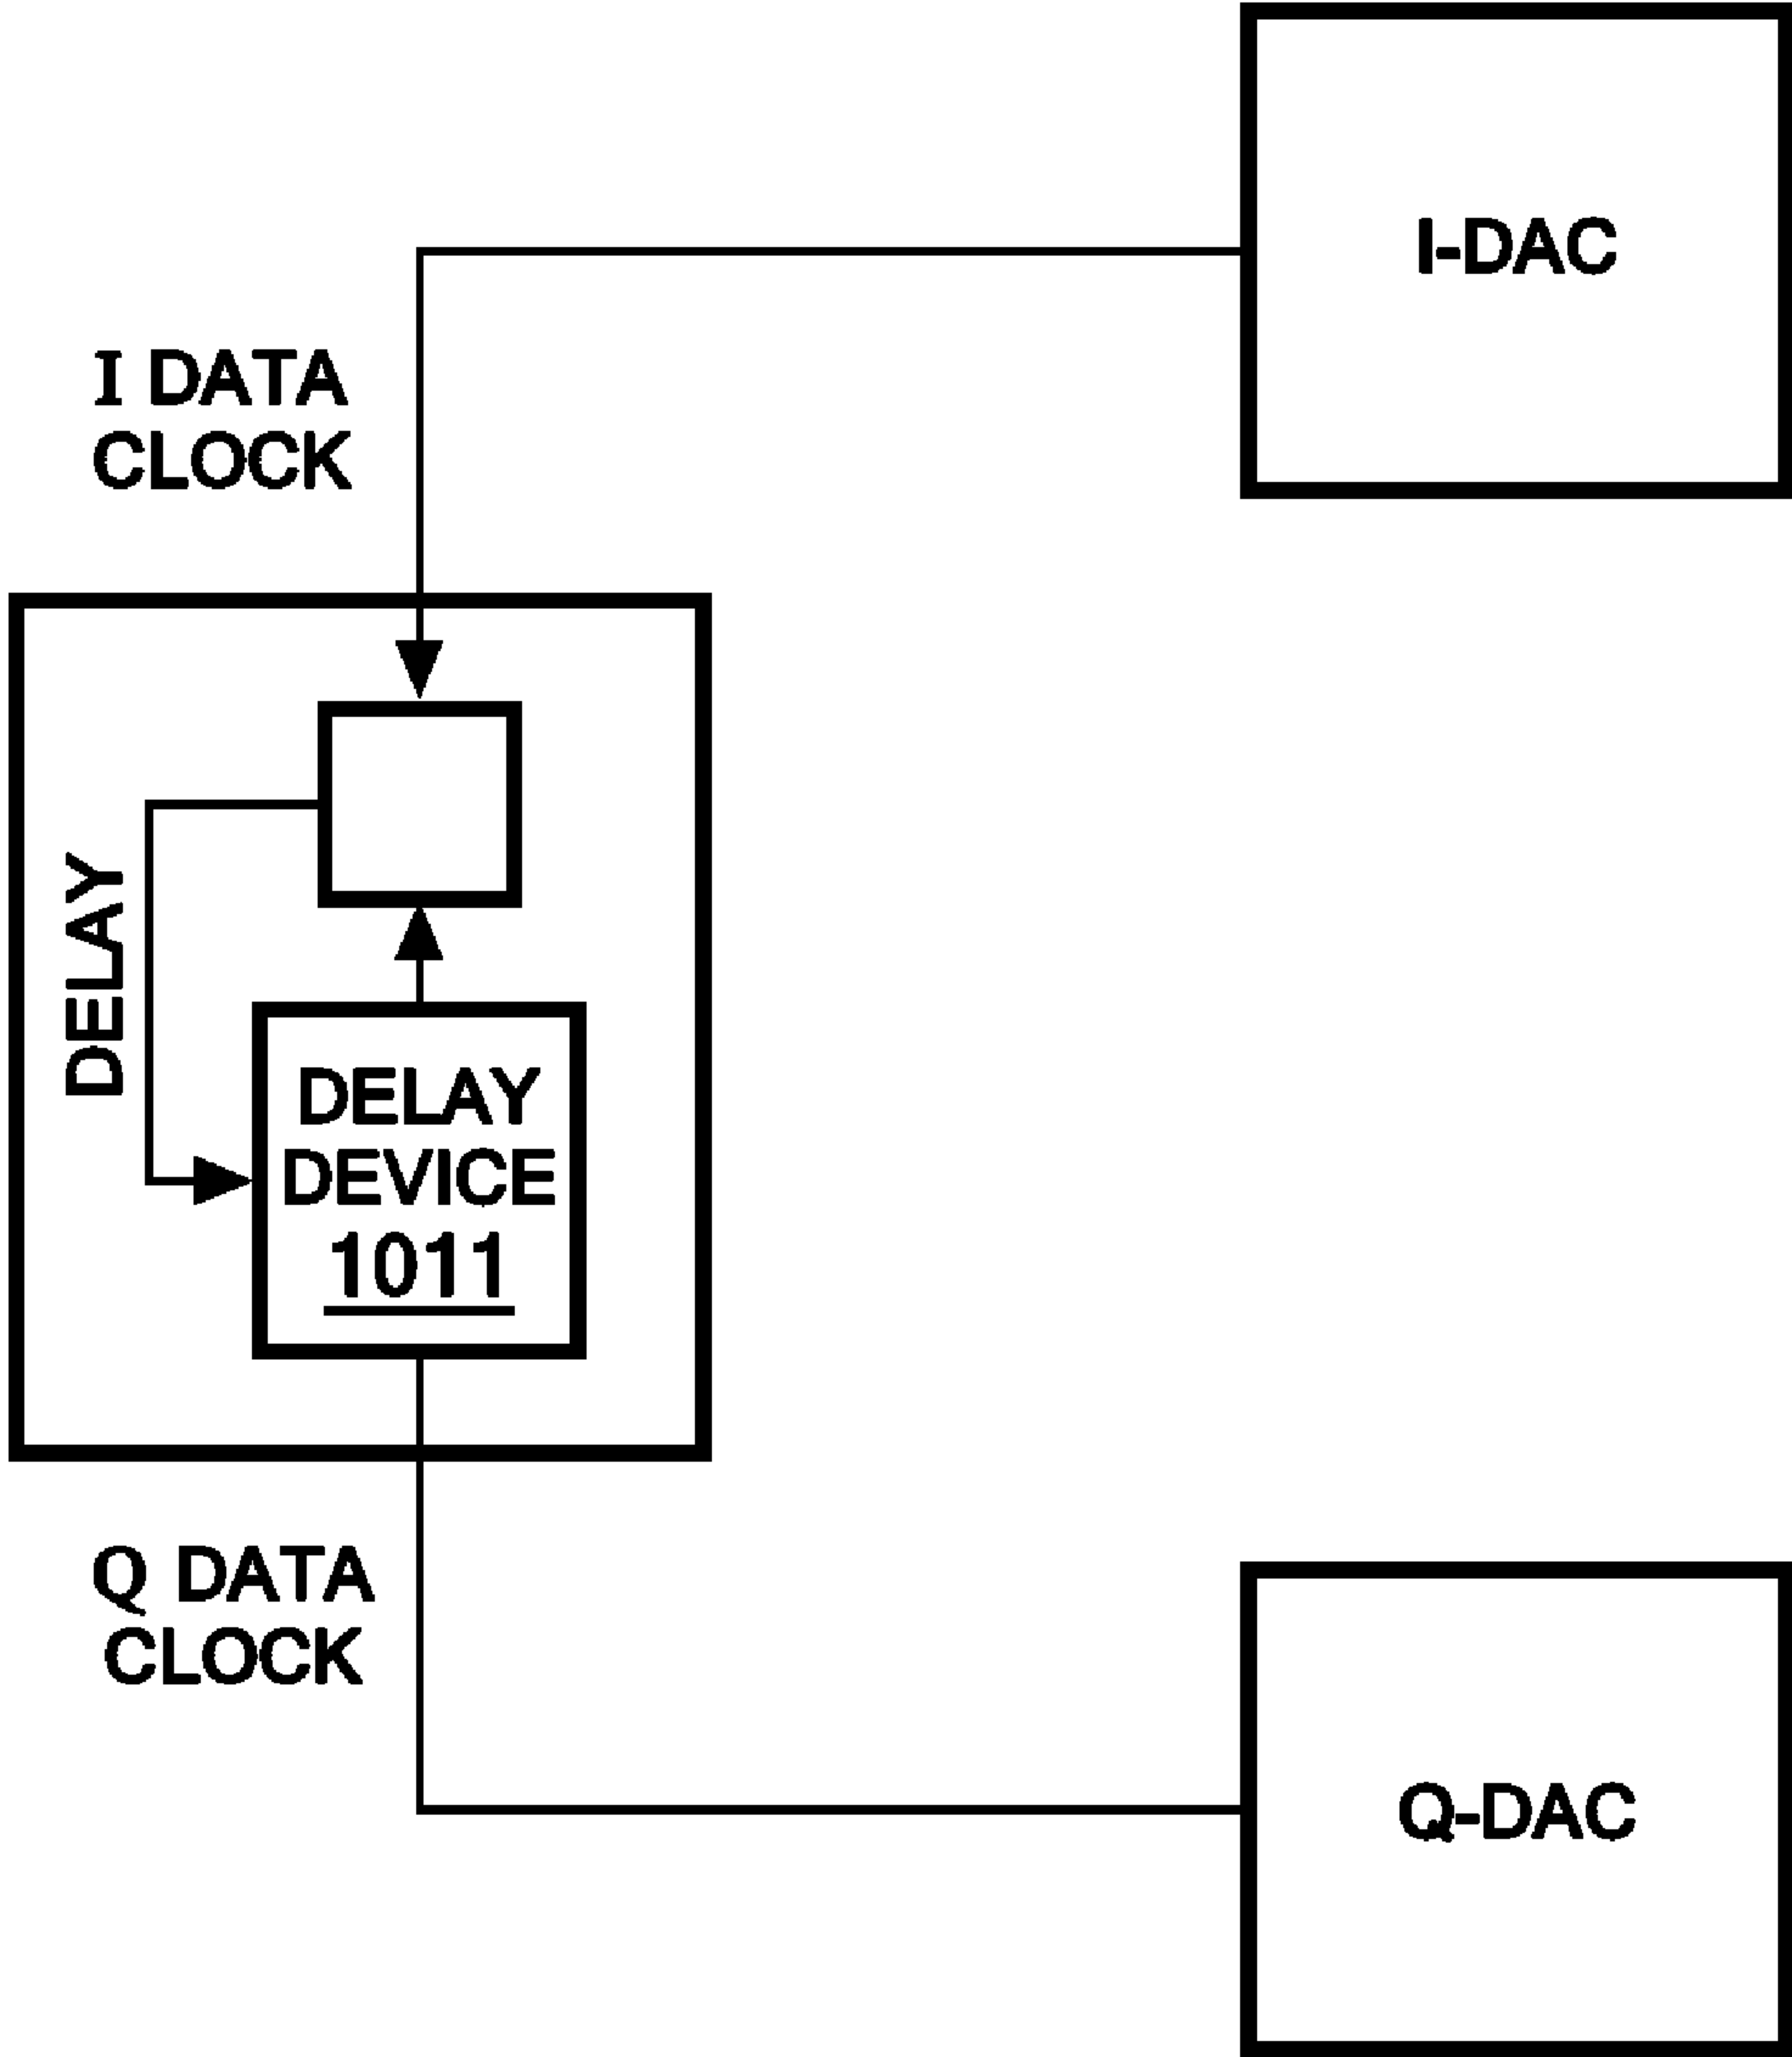 I-DAC
I DATA
CLOCK
DELAY
DELAY
DEVICE
1011
Q DATA
CLOCK
Q-DAC